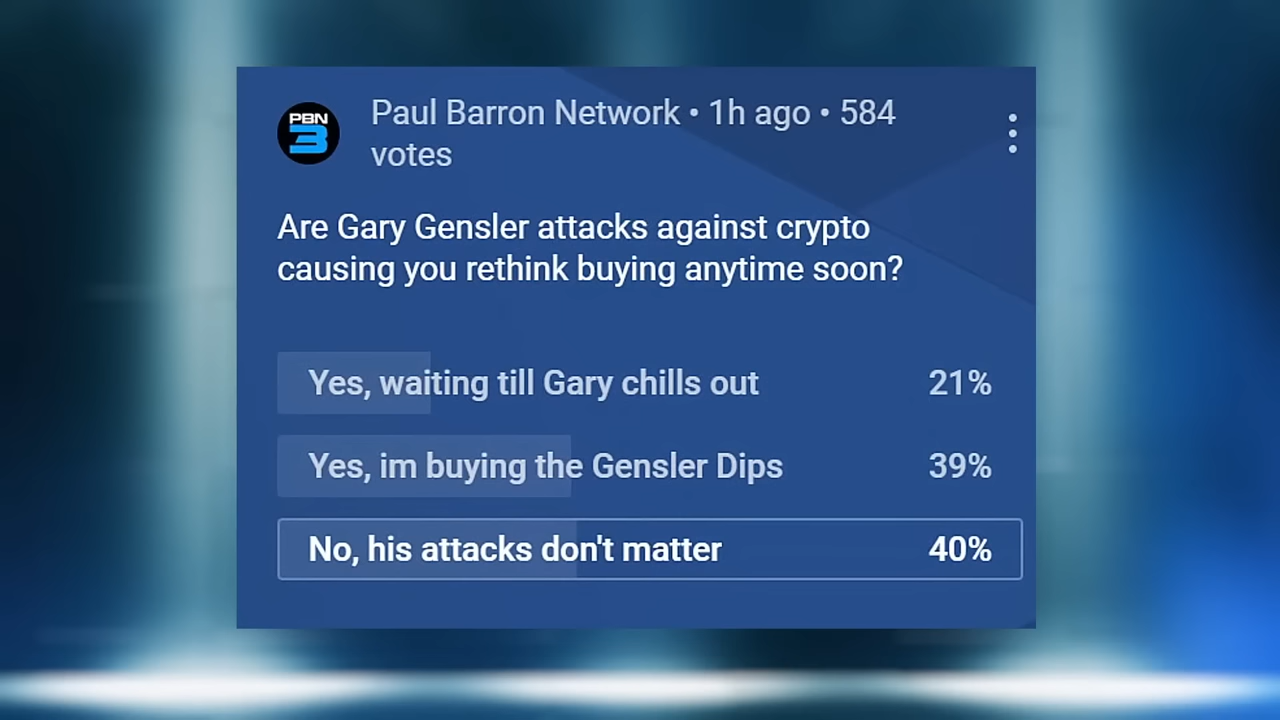 PBN
3
Paul Barron Network • 1h ago • 584
votes
Are Gary Gensler attacks against crypto
causing you rethink buying anytime soon?
Yes, waiting till Gary chills out 21%
Yes, im buying the Gensler Dips 39%
No, his attacks don't matter 40%